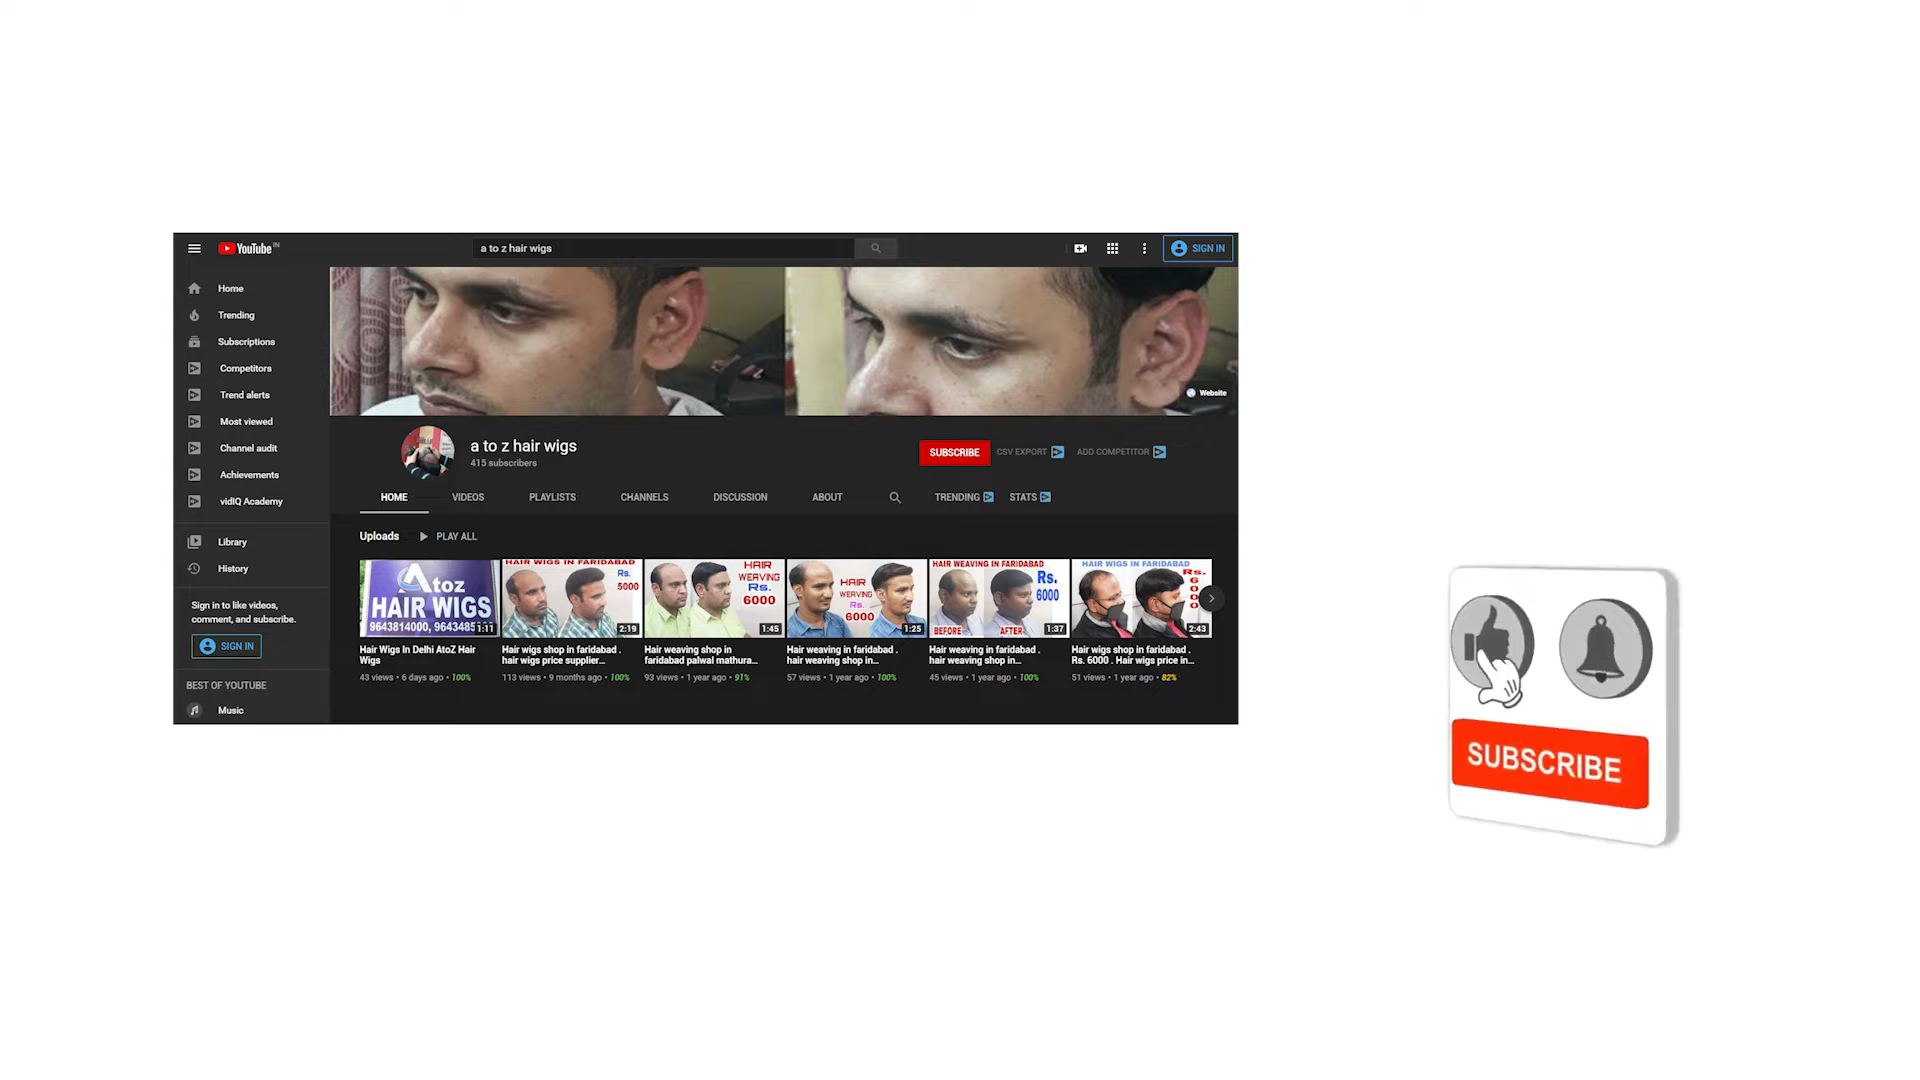 YouTube IN
a to z hair wigs
SIGN IN
Home
Trending
Subscriptions
Competitors
Trend alerts
Most viewed
Channel audit
Achievements
vidIQ Academy
Library
History
Sign in to like videos,
comment, and subscribe.
SIGN IN
BEST OF YOUTUBE
Music
Website
a to z hair wigs
415 subscribers
SUBSCRIBE
CSV EXPORT
ADD COMPETITOR
HOME VIDEOS PLAYLISTS CHANNELS DISCUSSION ABOUT TRENDING STATS
Uploads PLAY ALL
Atoz
HAIR WIGS
9643814000, 9643485
1:11
Hair Wigs In Delhi AtoZ Hair
Wigs
43 views • 6 days ago • 100%
HAIR WIGS IN FARIDABAD
Rs.
5000
2:19
Hair wigs shop in faridabad .
hair wigs price supplier...
113 views • 9 months ago • 100%
HAIR
WERVING
Rs.
6000
1:45
Hair weaving shop in
faridabad palwal mathura...
93 views • 1 year ago • 91%
HAIR
WERVING
Rs.
6000
1:25
Hair weaving in faridabad .
hair weaving shop in...
57 views • 1 year ago • 100%
HAIR WEAVING IN FARIDABAD
Rs.
6000
BEFORE
AFTER
1:37
Hair weaving in faridabad .
hair weaving shop in...
45 views • 1 year ago • 100%
HAIR WIGS IN FARIDABAD
Rs.
6
0
0
0
2:43
Hair wigs shop in faridabad .
Rs. 6000 . Hair wigs price in...
51 views • 1 year ago • 82%
SUBSCRIBE